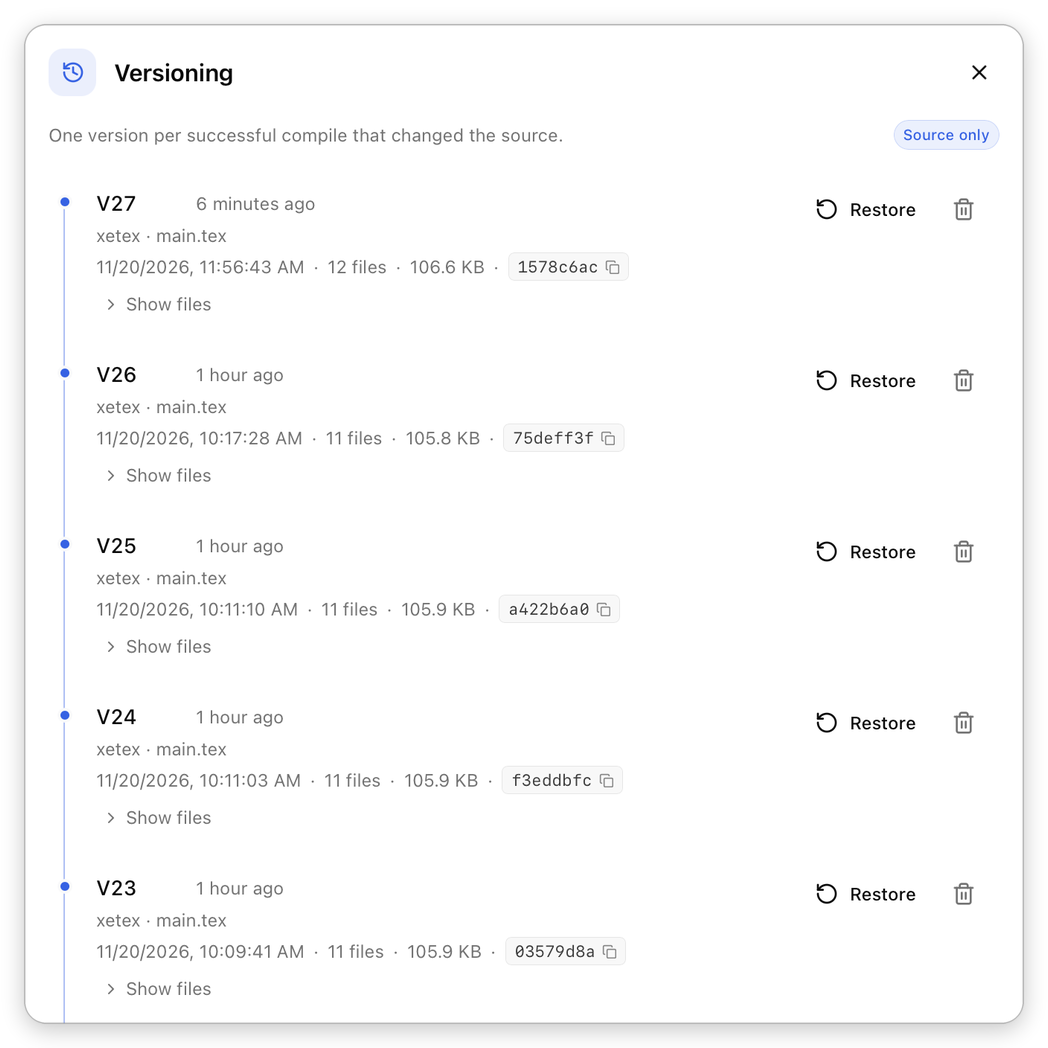 Versioning
One version per successful compile that changed the source.
Source only
V27 6 minutes ago
Restore
xetex · main.tex
11/20/2026, 11:56:43 AM · 12 files · 106.6 KB · 1578c6ac
Show files
V26 1 hour ago
Restore
xetex · main.tex
11/20/2026, 10:17:28 AM · 11 files · 105.8 KB · 75deff3f
Show files
V25 1 hour ago
Restore
xetex · main.tex
11/20/2026, 10:11:10 AM · 11 files · 105.9 KB · a422b6a0
Show files
V24 1 hour ago
Restore
xetex · main.tex
11/20/2026, 10:11:03 AM · 11 files · 105.9 KB · f3eddbfc
Show files
V23 1 hour ago
Restore
xetex · main.tex
11/20/2026, 10:09:41 AM · 11 files · 105.9 KB · 03579d8a
Show files